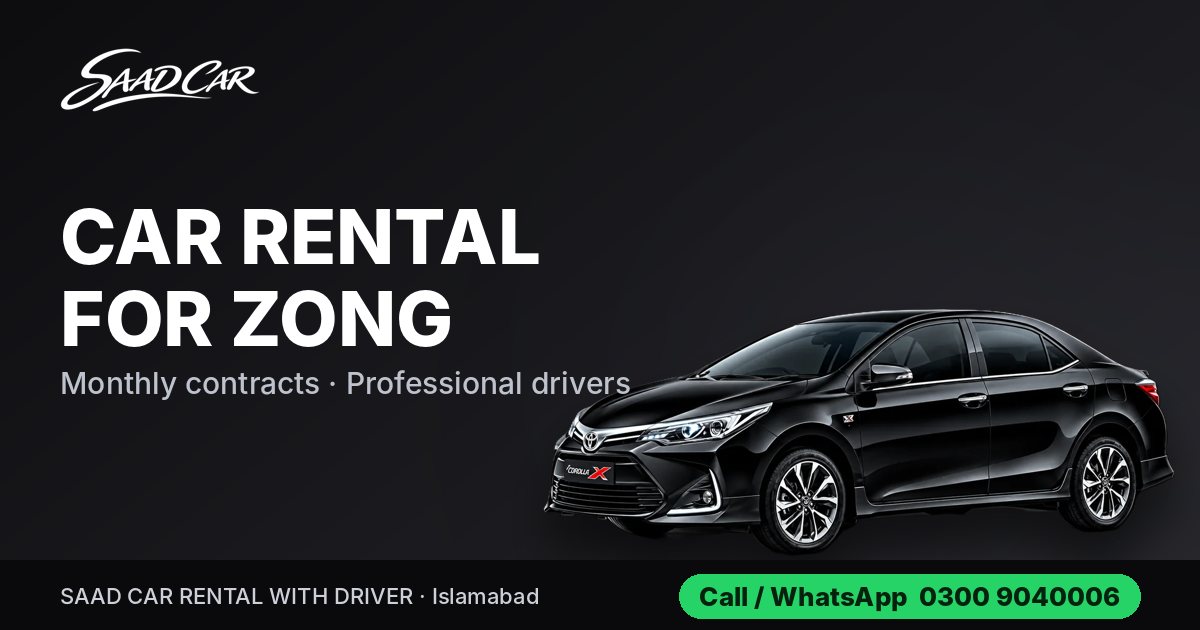 SAAD CAR
CAR RENTAL
FOR ZONG
Monthly contracts · Professional drivers
COROLLA X
X
SAAD CAR RENTAL WITH DRIVER · Islamabad
Call / WhatsApp 0300 9040006